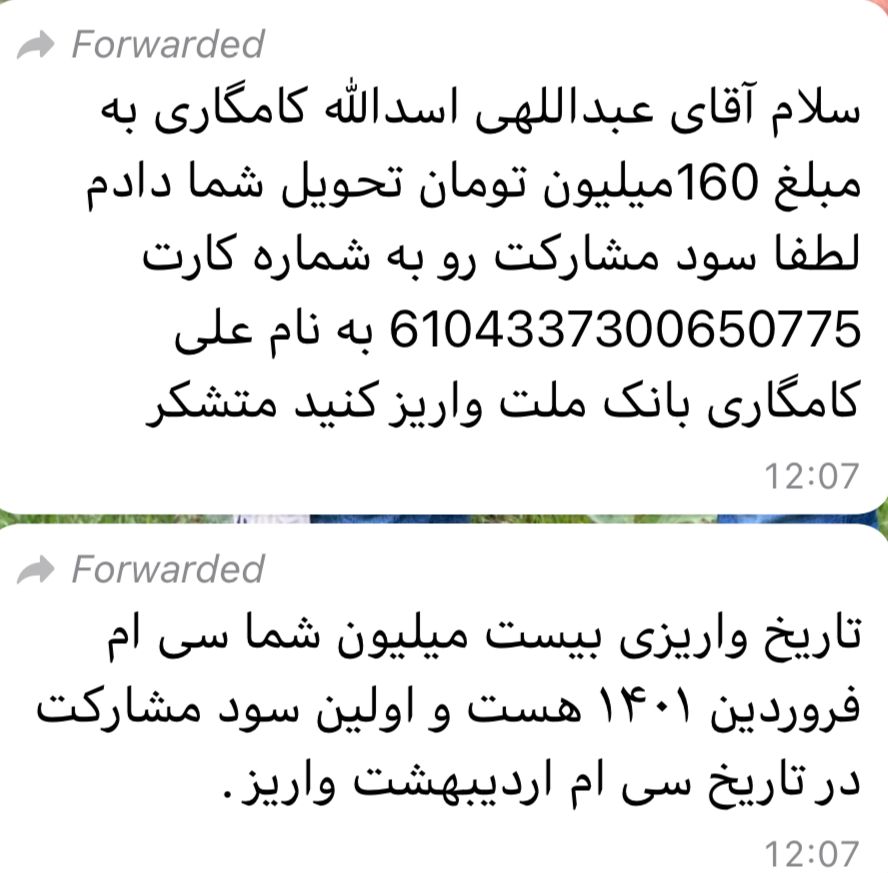 Forwarded
سلام آقای عبداللهی اسدالله کامگاری به
مبلغ 160میلیون تومان تحویل شما دادم
لطفا سود مشارکت رو به شماره کارت
6104337300650775 به نام علی
کامگاری بانک ملت واریز کنید متشکر
12:07
Forwarded
تاریخ واریزی بیست میلیون شما سی ام
فروردین ۱۴۰۱ هست و اولین سود مشارکت
در تاریخ سی ام اردیبهشت واریز .
12:07